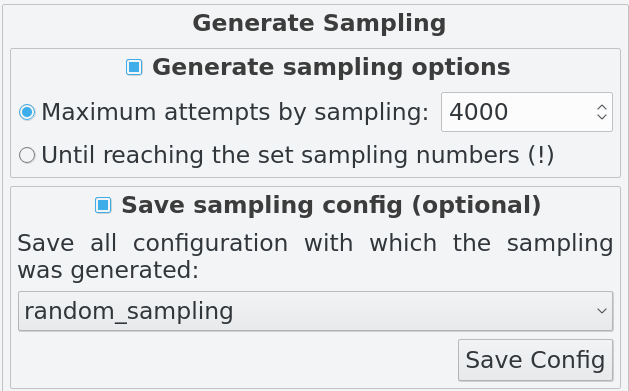 Generate Sampling
Generate sampling options
Maximum attempts by sampling: 4000
Until reaching the set sampling numbers (!)
Save sampling config (optional)
Save all configuration with which the sampling
was generated:
random_sampling
Save Config